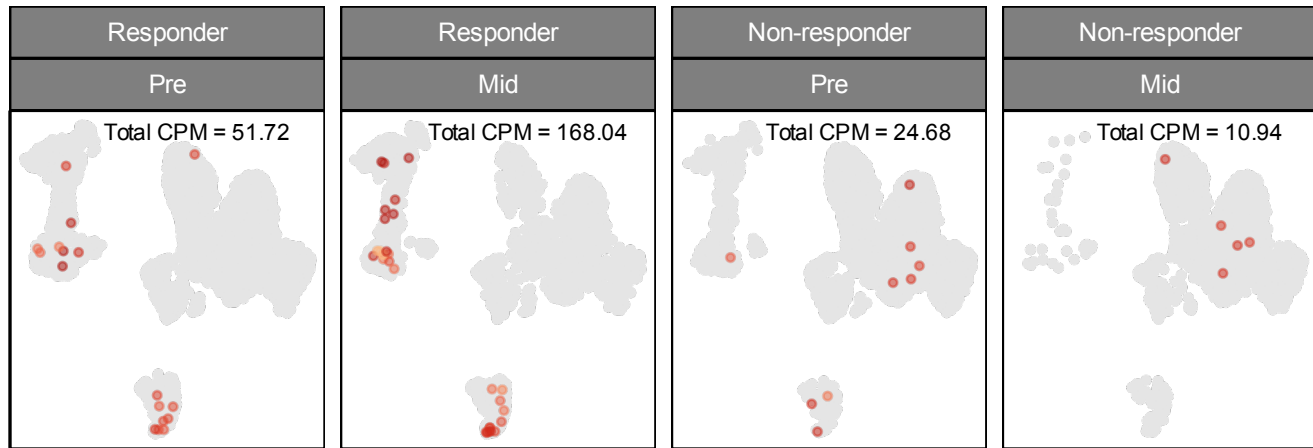 Responder
Responder
Non-responder
Non-responder
Pre
Mid
Pre
Mid
Total CPM = 51.72
Total CPM = 168.04
Total CPM = 24.68
Total CPM = 10.94